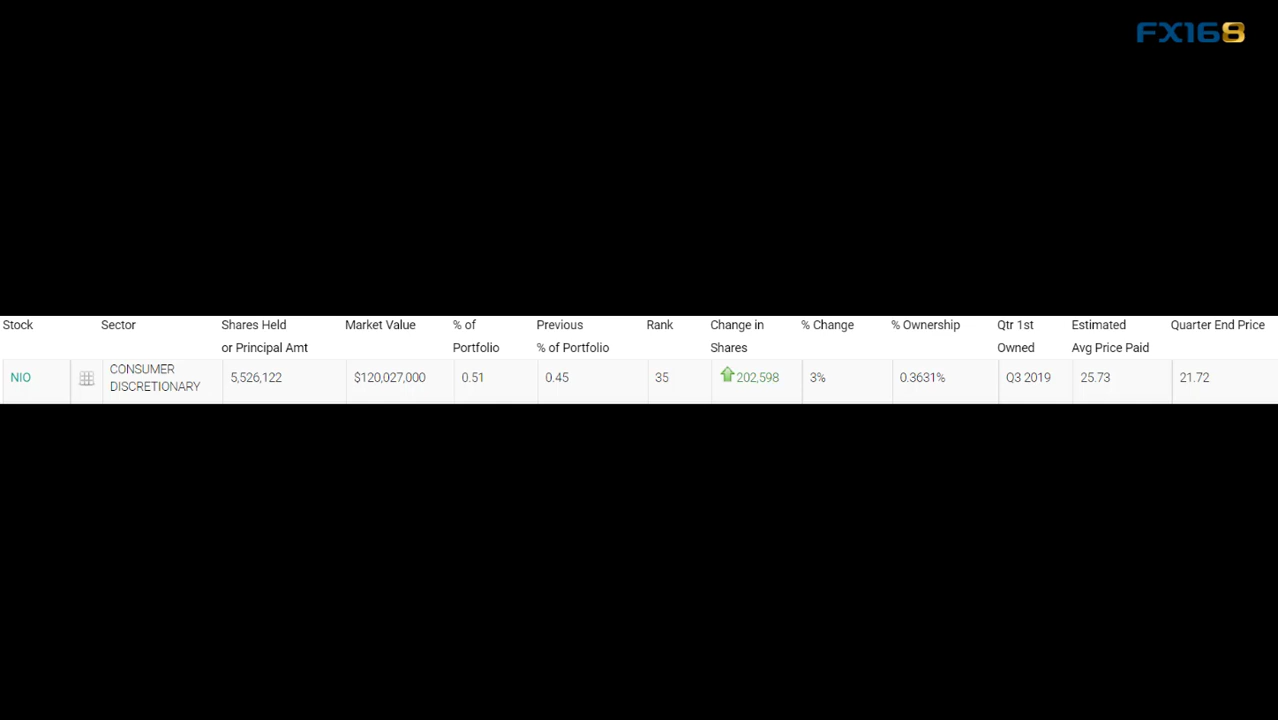 FX168
Stock Sector Shares Held % of Market Value Previous Rank Change in % Change % Ownership Qtr 1st Estimated Quarter End Price
or Principal Amt Portfolio % of Portfolio Shares Owned Avg Price Paid
CONSUMER
NIO 5,526,122 $120,027,000 0.51 0.45 35 202,598 3% 0.3631% Q3 2019 25.73 21.72
DISCRETIONARY